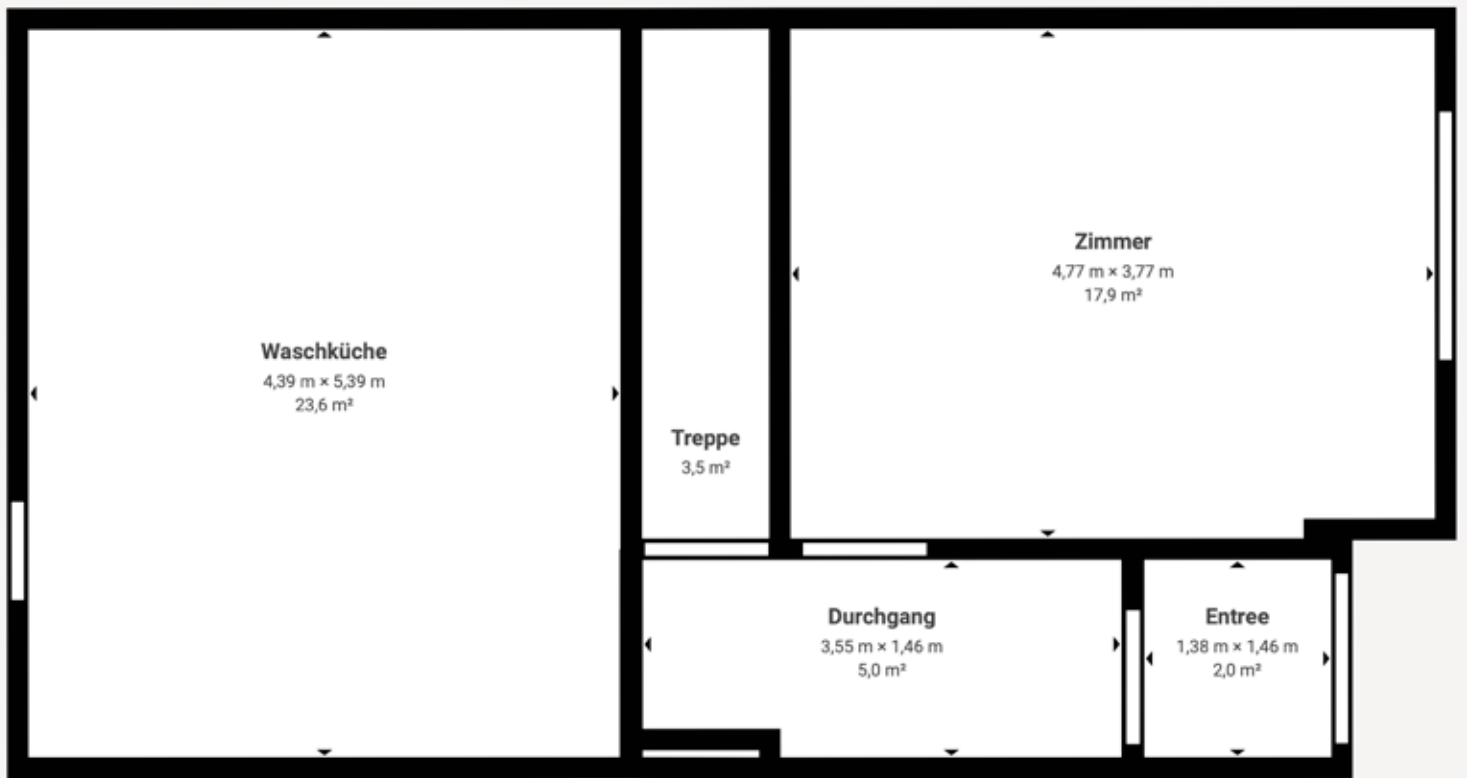 Zimmer
4,77 m × 3,77 m
17,9 m²
Waschküche
4,39 m × 5,39 m
23,6 m²
Treppe
3,5 m²
Durchgang
3,55 m × 1,46 m
5,0 m²
Entree
1,38 m × 1,46 m
2,0 m²